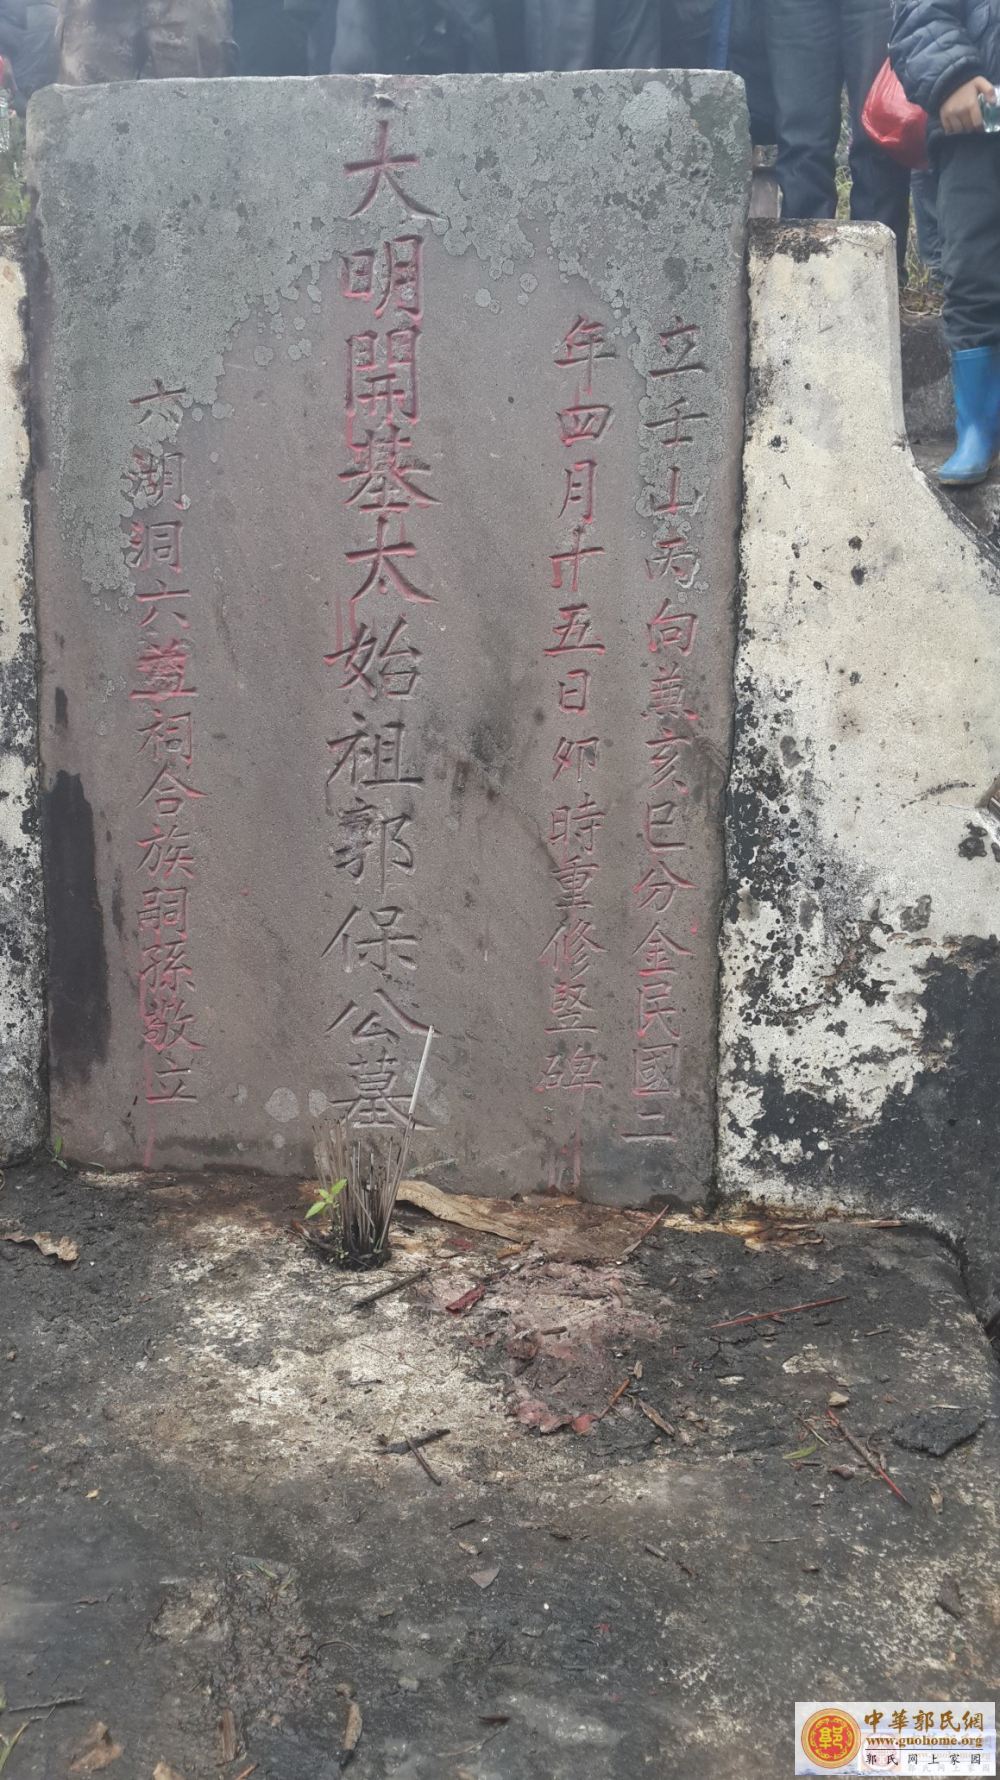 立壬山丙向兼亥巳分金民國二
年四月十五日卯時重修竪碑
大明開基太始祖郭保公墓
六湖洞六益祠合族嗣孫敬立
中華郭氏網
www.guohome.org
郭氏网上家园